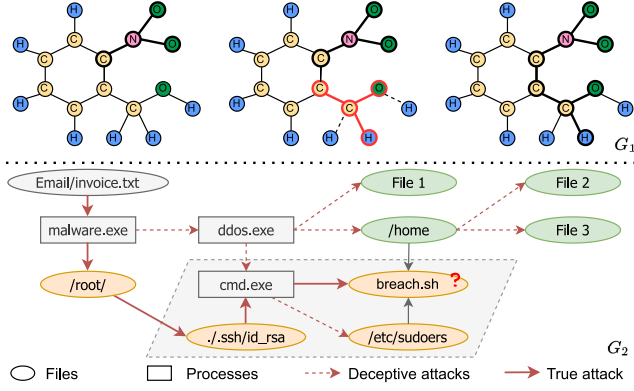 H O H O H O
H C C N H C C N H C C N
C C O C C O C C O
H C C H C C H C C
C C O C C O C C O
H H H H H H
H H H H H H
G₁
Email/invoice.txt File 1 File 2
malware.exe ddos.exe /home File 3
/root/ cmd.exe breach.sh ?
./.ssh/id_rsa /etc/sudoers
G₂
Files Processes Deceptive attacks True attack